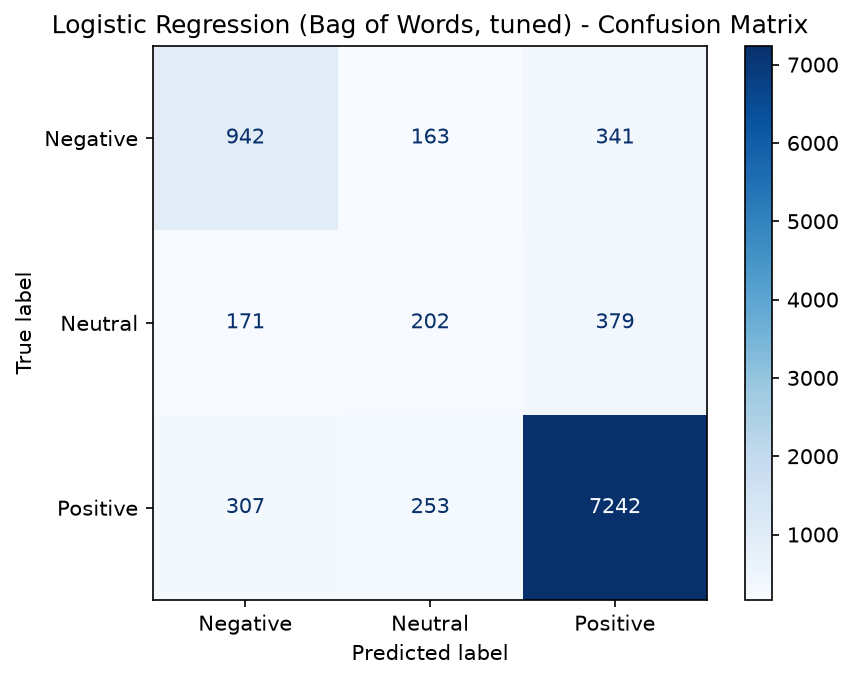 Logistic Regression (Bag of Words, tuned) - Confusion Matrix
7000
6000
5000
4000
3000
2000
1000
Negative
942
163
341
Neutral
171
202
379
Positive
307
253
7242
True label
Negative
Neutral
Positive
Predicted label